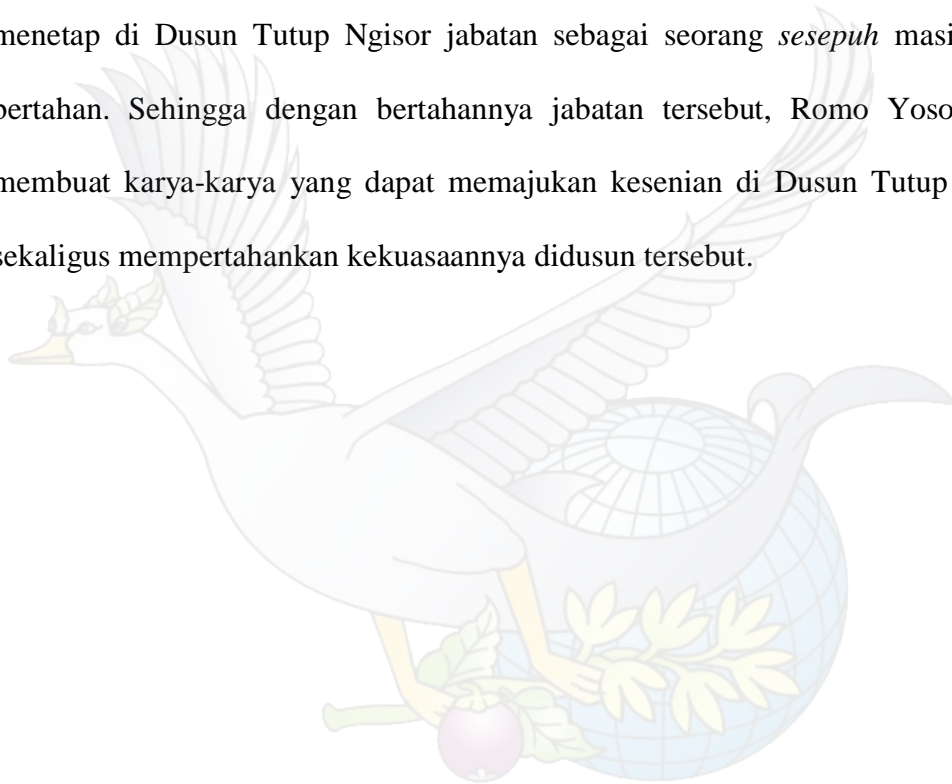 menetap di Dusun Tutup Ngisor jabatan sebagai seorang sesepuh masi
bertahan. Sehingga dengan bertahannya jabatan tersebut, Romo Yoso
membuat karya-karya yang dapat memajukan kesenian di Dusun Tutup
sekaligus mempertahankan kekuasaannya didusun tersebut.